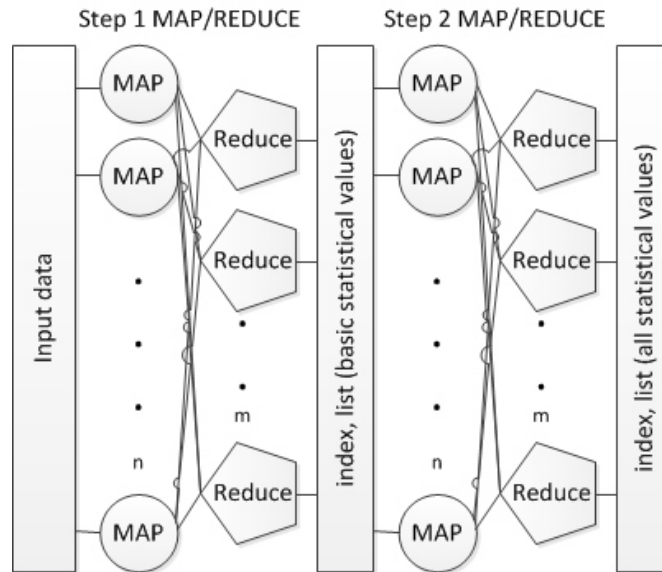 Step 1 MAP/REDUCE
Step 2 MAP/REDUCE
Input data
MAP
MAP
n
MAP
Reduce
Reduce
m
Reduce
index, list (basic statistical values)
MAP
MAP
n
MAP
Reduce
Reduce
m
Reduce
index, list (all statistical values)